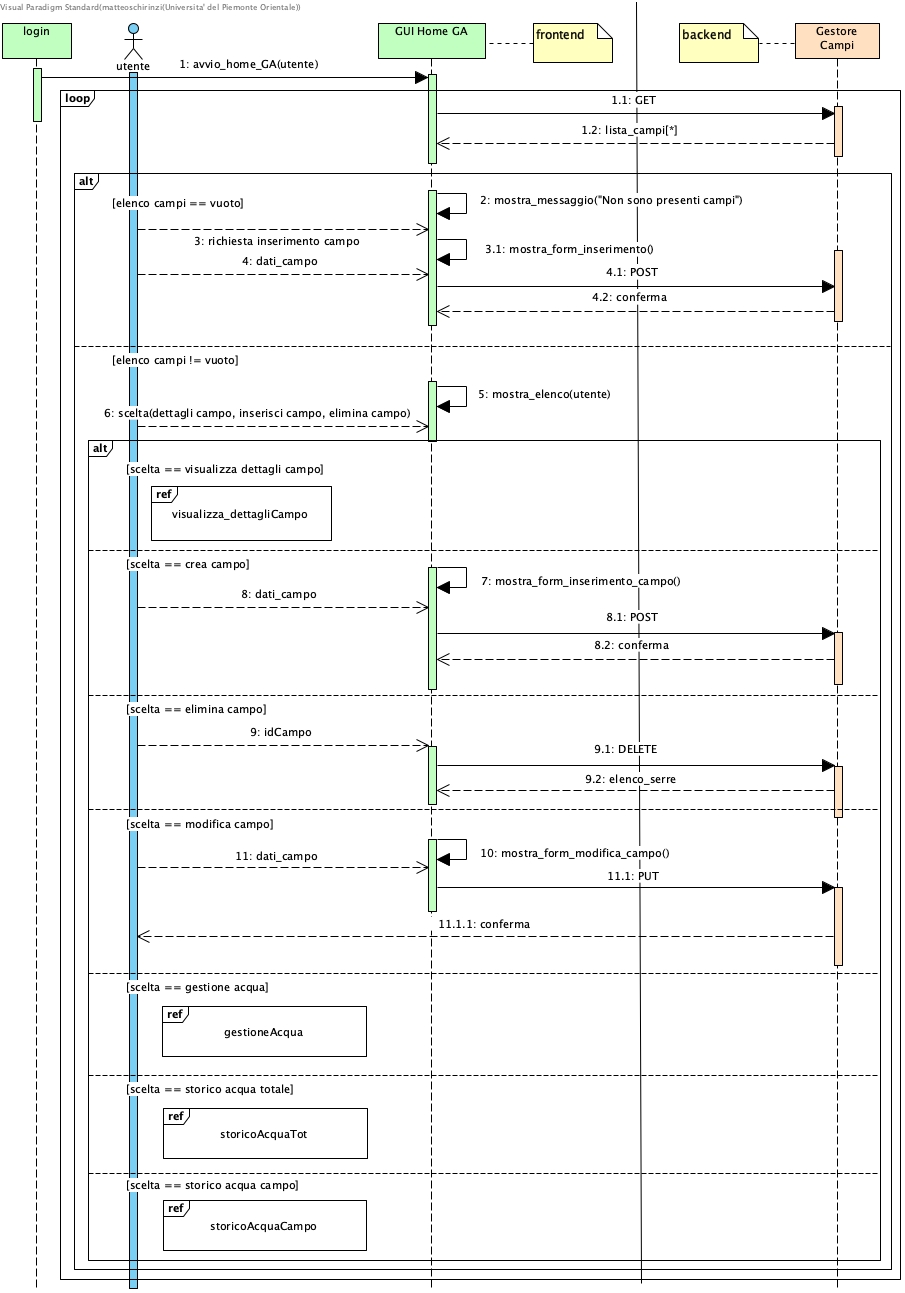 Visual Paradigm Standard(matteoschirinzi(Universita' del Piemonte Orientale))
login
GUI Home GA
frontend
backend
Gestore
Campi
utente
1: avvio_home_GA(utente)
loop
1.1: GET
1.2: lista_campi[*]
alt
[elenco campi == vuoto]
2: mostra_messaggio("Non sono presenti campi")
3: richiesta inserimento campo
3.1: mostra_form_inserimento()
4: dati_campo
4.1: POST
4.2: conferma
[elenco campi != vuoto]
5: mostra_elenco(utente)
6: scelta(dettagli campo, inserisci campo, elimina campo)
alt
[scelta == visualizza dettagli campo]
ref
visualizza_dettagliCampo
[scelta == crea campo]
7: mostra_form_inserimento_campo()
8: dati_campo
8.1: POST
8.2: conferma
[scelta == elimina campo]
9: idCampo
9.1: DELETE
9.2: elenco_serre
[scelta == modifica campo]
10: mostra_form_modifica_campo()
11: dati_campo
11.1: PUT
11.1.1: conferma
[scelta == gestione acqua]
ref
gestioneAcqua
[scelta == storico acqua totale]
ref
storicoAcquaTot
[scelta == storico acqua campo]
ref
storicoAcquaCampo